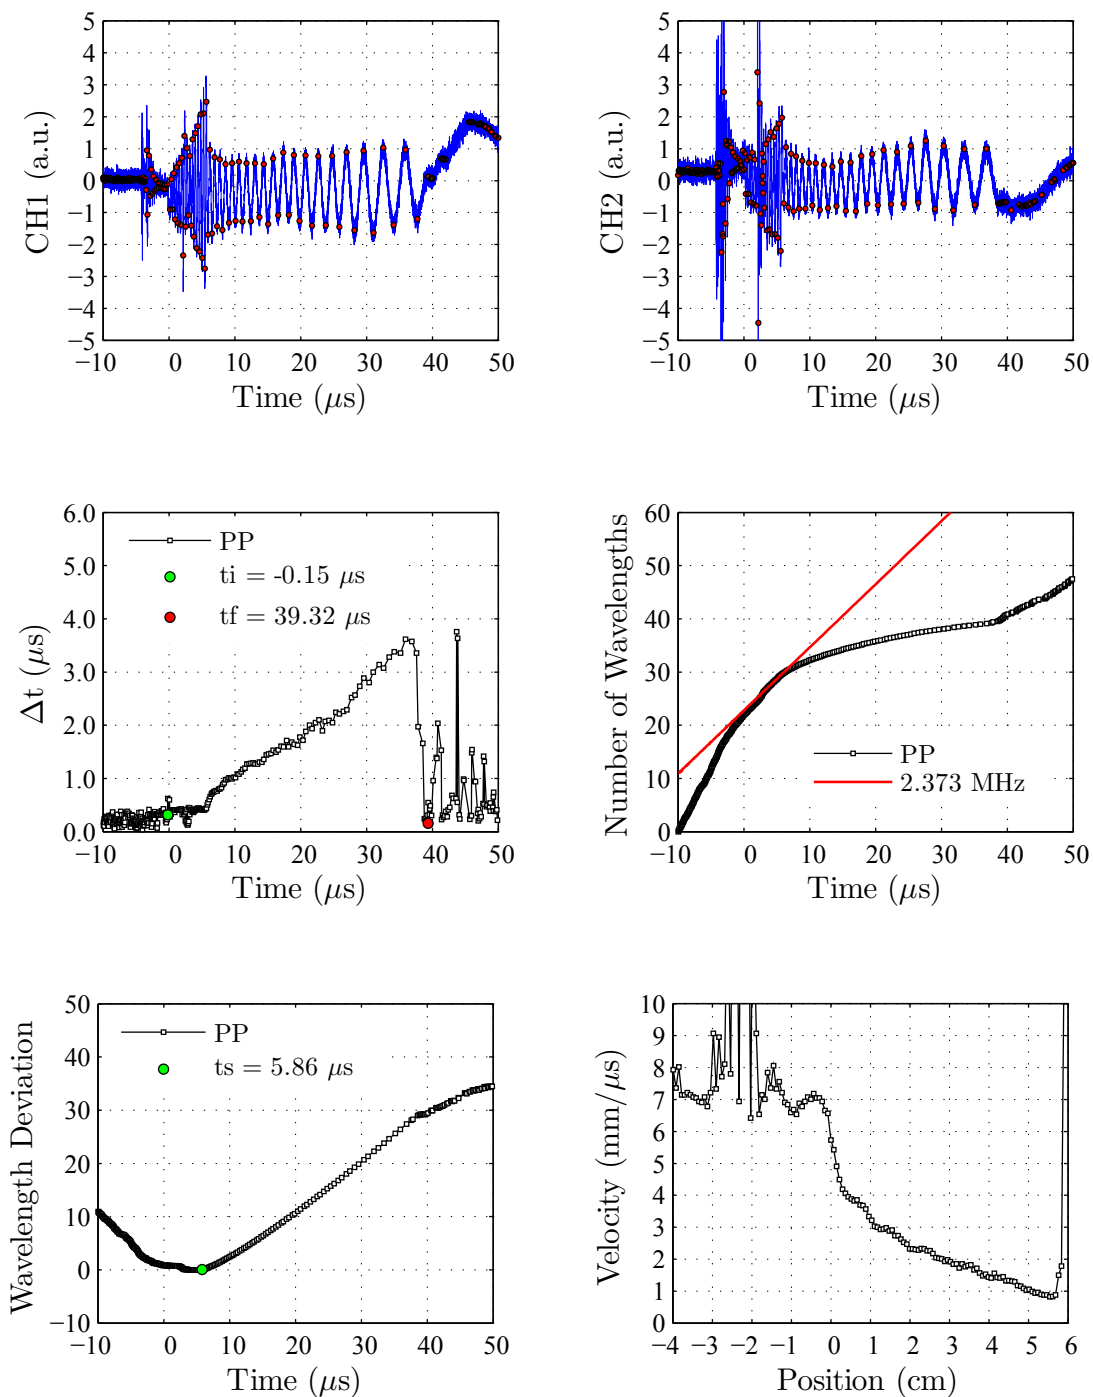 5
4
3
2
1
0
−1
−2
−3
−4
−5
CH1 (a.u.)
−10 0 10 20 30 40 50
Time (μs)
5
4
3
2
1
0
−1
−2
−3
−4
−5
CH2 (a.u.)
−10 0 10 20 30 40 50
Time (μs)
6.0
5.0
4.0
3.0
2.0
1.0
0.0
Δt (μs)
PP
ti = -0.15 μs
tf = 39.32 μs
−10 0 10 20 30 40 50
Time (μs)
60
50
40
30
20
10
0
Number of Wavelengths
PP
2.373 MHz
−10 0 10 20 30 40 50
Time (μs)
50
40
30
20
10
0
−10
Wavelength Deviation
PP
ts = 5.86 μs
−10 0 10 20 30 40 50
Time (μs)
10
9
8
7
6
5
4
3
2
1
0
Velocity (mm/μs)
−4 −3 −2 −1 0 1 2 3 4 5 6
Position (cm)